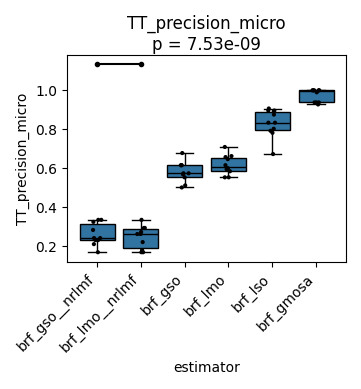 TT_precision_micro
p = 7.53e-09
TT_precision_micro
1.0
0.8
0.6
0.4
0.2
brf_gso__nrlmf
brf_lmo__nrlmf
brf_gso
brf_lmo
brf_lso
brf_gmosa
estimator